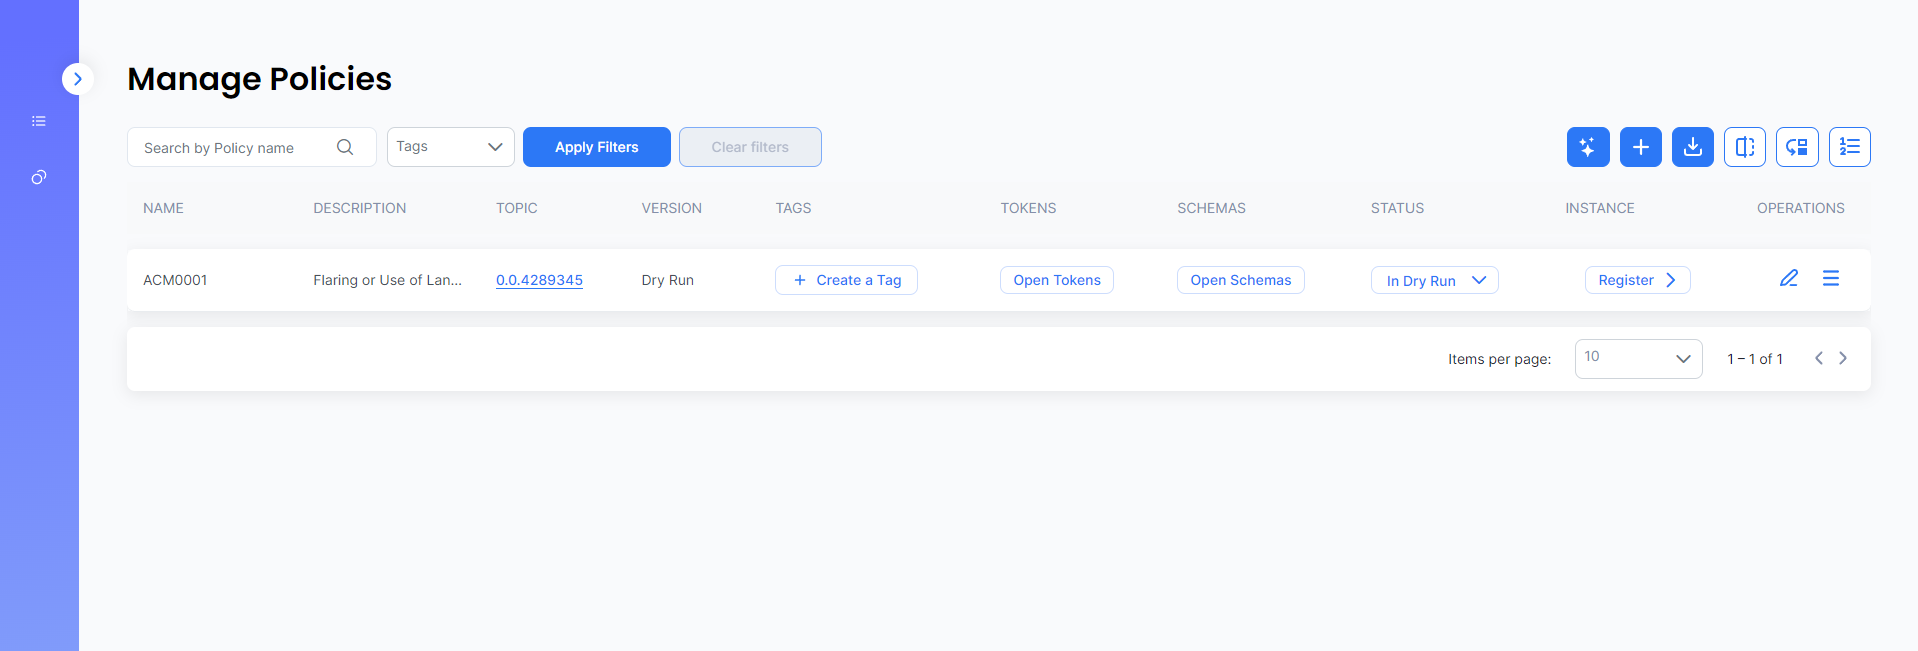 Manage Policies
Search by Policy name
Tags
Apply Filters
Clear filters
NAME DESCRIPTION TOPIC VERSION TAGS TOKENS SCHEMAS STATUS INSTANCE OPERATIONS
ACM0001 Flaring or Use of Lan... 0.0.4289345 Dry Run + Create a Tag Open Tokens Open Schemas In Dry Run Register
Items per page: 10 1 – 1 of 1